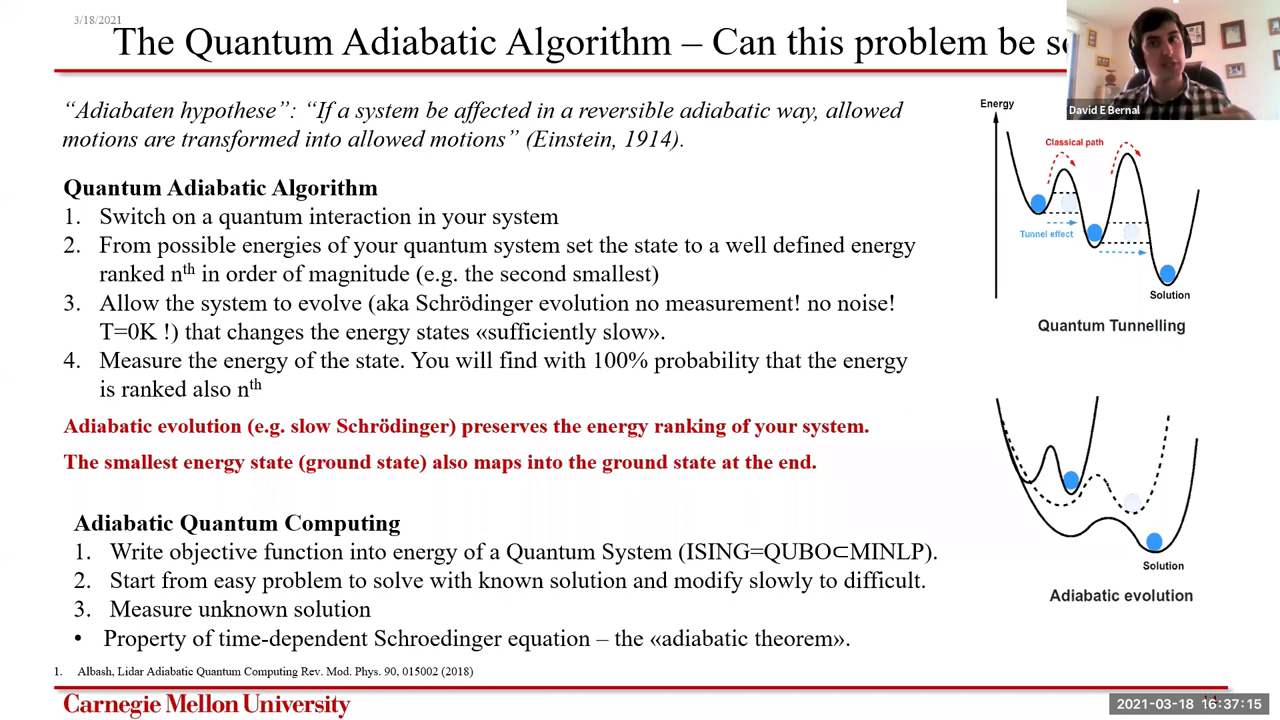 3/18/2021
The Quantum Adiabatic Algorithm – Can this problem be
David E Bernal
“Adiabaten hypothese”: “If a system be affected in a reversible adiabatic way, allowed
motions are transformed into allowed motions” (Einstein, 1914).
Quantum Adiabatic Algorithm
1. Switch on a quantum interaction in your system
2. From possible energies of your quantum system set the state to a well defined energy
ranked nth in order of magnitude (e.g. the second smallest)
3. Allow the system to evolve (aka Schrödinger evolution no measurement! no noise!
T=0K !) that changes the energy states «sufficiently slow».
4. Measure the energy of the state. You will find with 100% probability that the energy
is ranked also nth
Adiabatic evolution (e.g. slow Schrödinger) preserves the energy ranking of your system.
The smallest energy state (ground state) also maps into the ground state at the end.
Adiabatic Quantum Computing
1. Write objective function into energy of a Quantum System (ISING=QUBO⊂MINLP).
2. Start from easy problem to solve with known solution and modify slowly to difficult.
3. Measure unknown solution
• Property of time-dependent Schroedinger equation – the «adiabatic theorem».
Energy
Classical path
Tunnel effect
Solution
Quantum Tunnelling
Solution
Adiabatic evolution
1. Albash, Lidar Adiabatic Quantum Computing Rev. Mod. Phys. 90, 015002 (2018)
Carnegie Mellon University
2021-03-18 16:37:15